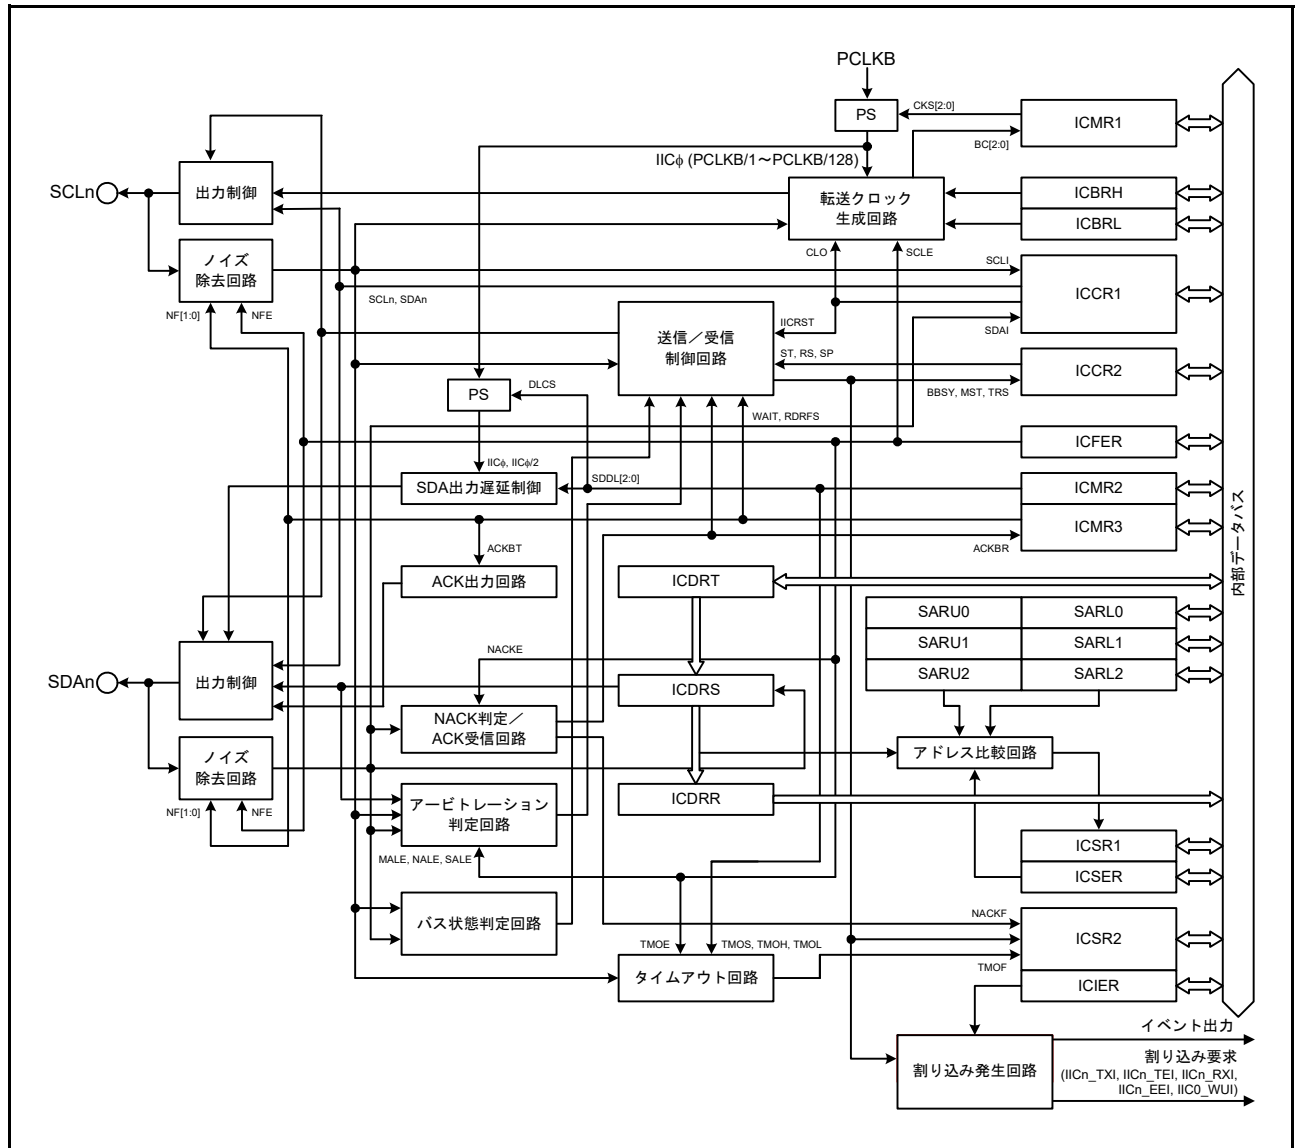 PCLKB
PS
CKS[2:0]
ICMR1
BC[2:0]
IICφ (PCLKB/1～PCLKB/128)
SCLn
出力制御
転送クロック
生成回路
ICBRH
ICBRL
ノイズ
除去回路
CLO
SCLE
SCLI
SCLn, SDAn
ICCR1
NF[1:0]
NFE
IICRST
SDAI
送信／受信
制御回路
ST, RS, SP
ICCR2
BBSY, MST, TRS
PS
DLCS
WAIT, RDRFS
ICFER
IICφ, IICφ/2
SDA出力遅延制御
SDDL[2:0]
ICMR2
ICMR3
ACKBT
ACKBR
内部データバス
ACK出力回路
ICDRT
SARU0
SARL0
SARU1
SARL1
SARU2
SARL2
NACKE
SDAn
出力制御
ICDRS
NACK判定／
ACK受信回路
アドレス比較回路
ノイズ
除去回路
ICDRR
NF[1:0]
NFE
アービトレーション
判定回路
MALE, NALE, SALE
ICSR1
ICSER
バス状態判定回路
NACKF
ICSR2
TMOE
TMOS, TMOH, TMOL
TMOF
タイムアウト回路
ICIER
イベント出力
割り込み発生回路
割り込み要求
(IICn_TXI, IICn_TEI, IICn_RXI,
IICn_EEI, IIC0_WUI)